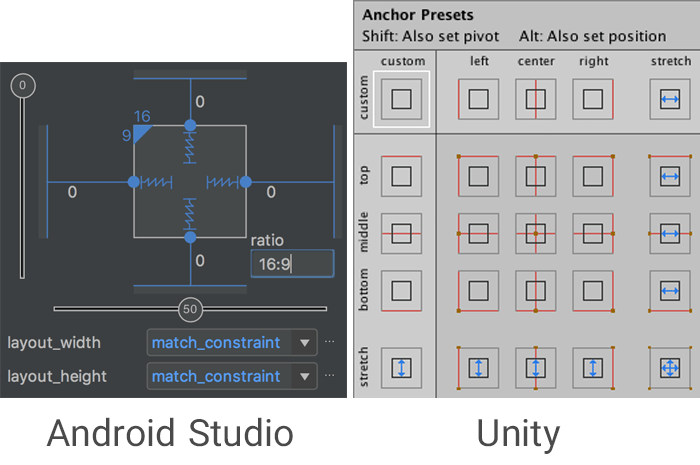 0
0
16
9
0
0
ratio
16:9
0
50
layout_width match_constraint ...
layout_height match_constraint ...
Android Studio
Anchor Presets
Shift: Also set pivot Alt: Also set position
custom left center right stretch
custom
top
middle
bottom
stretch
Unity